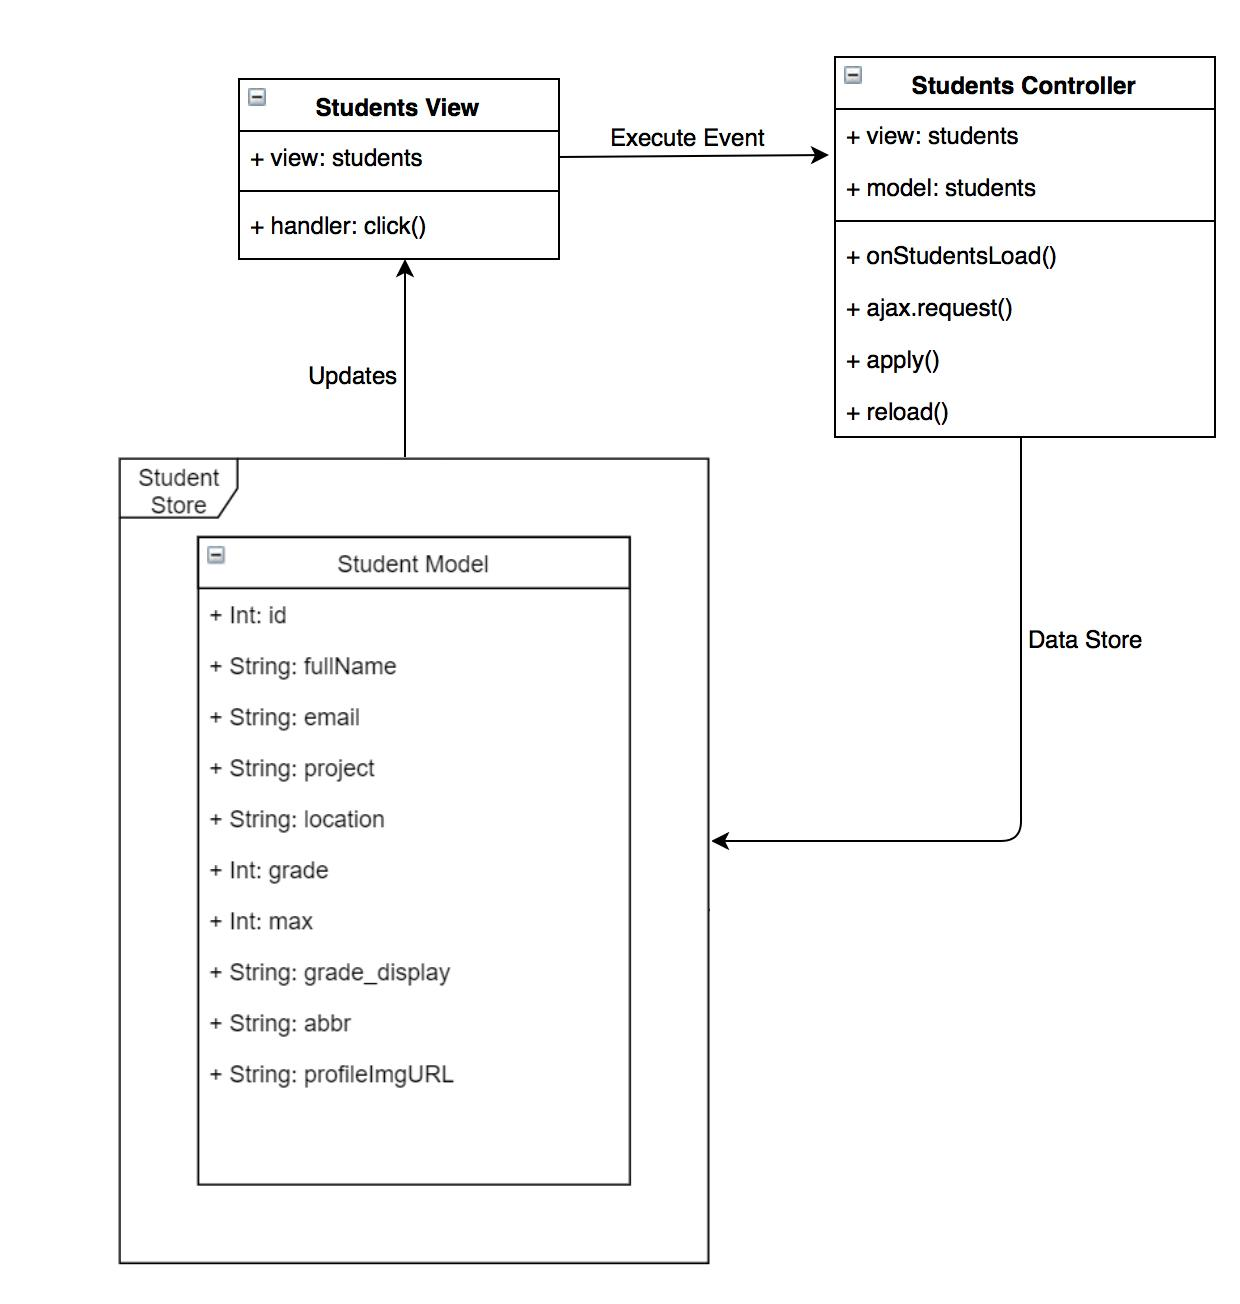 Students View
+ view: students
+ handler: click()
Execute Event
Students Controller
+ view: students
+ model: students
+ onStudentsLoad()
+ ajax.request()
+ apply()
+ reload()
Updates
Data Store
Student
Store
Student Model
+ Int: id
+ String: fullName
+ String: email
+ String: project
+ String: location
+ Int: grade
+ Int: max
+ String: grade_display
+ String: abbr
+ String: profileImgURL